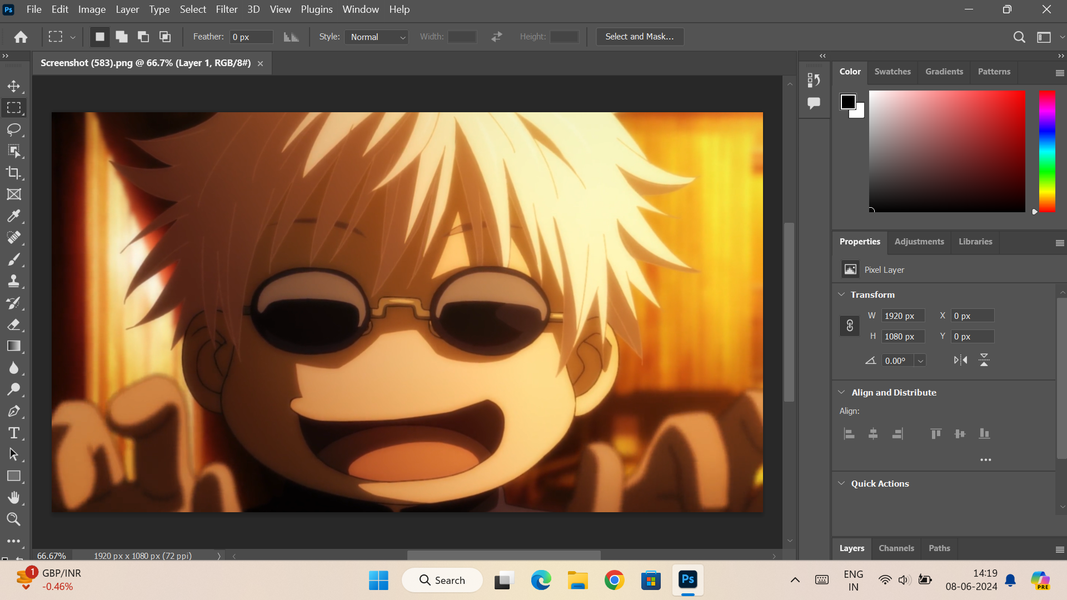 Ps File Edit Image Layer Type Select Filter 3D View Plugins Window Help
Feather: 0 px Style: Normal Width: Height: Select and Mask...
Screenshot (583).png @ 66.7% (Layer 1, RGB/8#) ×
Color Swatches Gradients Patterns
Properties Adjustments Libraries
Pixel Layer
Transform
W 1920 px X 0 px
H 1080 px Y 0 px
0.00°
Align and Distribute
Align:
Quick Actions
Layers Channels Paths
66.67% 1920 px x 1080 px (72 ppi)
1 GBP/INR
-0.46%
Search
Ps
ENG
IN
14:19
08-06-2024
PRE